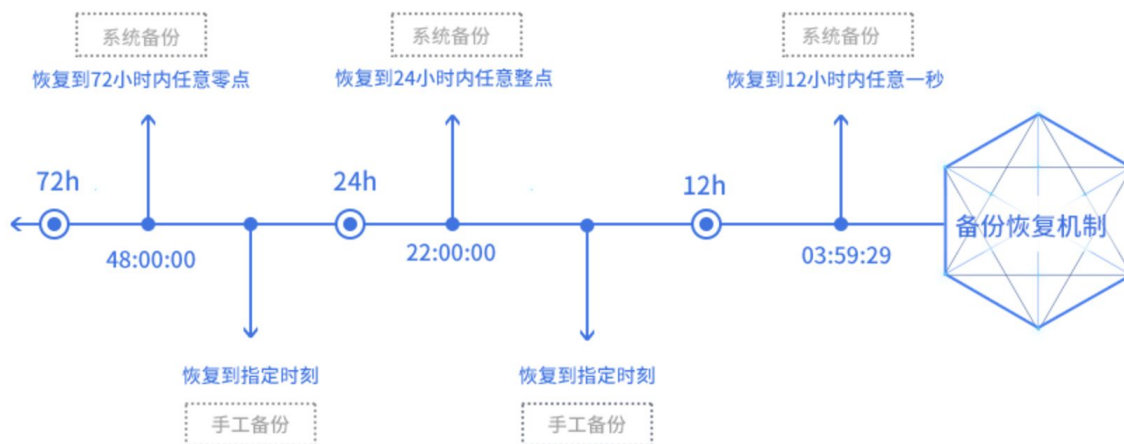 系统备份
系统备份
系统备份
恢复到72小时内任意零点
恢复到24小时内任意整点
恢复到12小时内任意一秒
72h
24h
12h
备份恢复机制
48:00:00
22:00:00
03:59:29
恢复到指定时刻
恢复到指定时刻
手工备份
手工备份